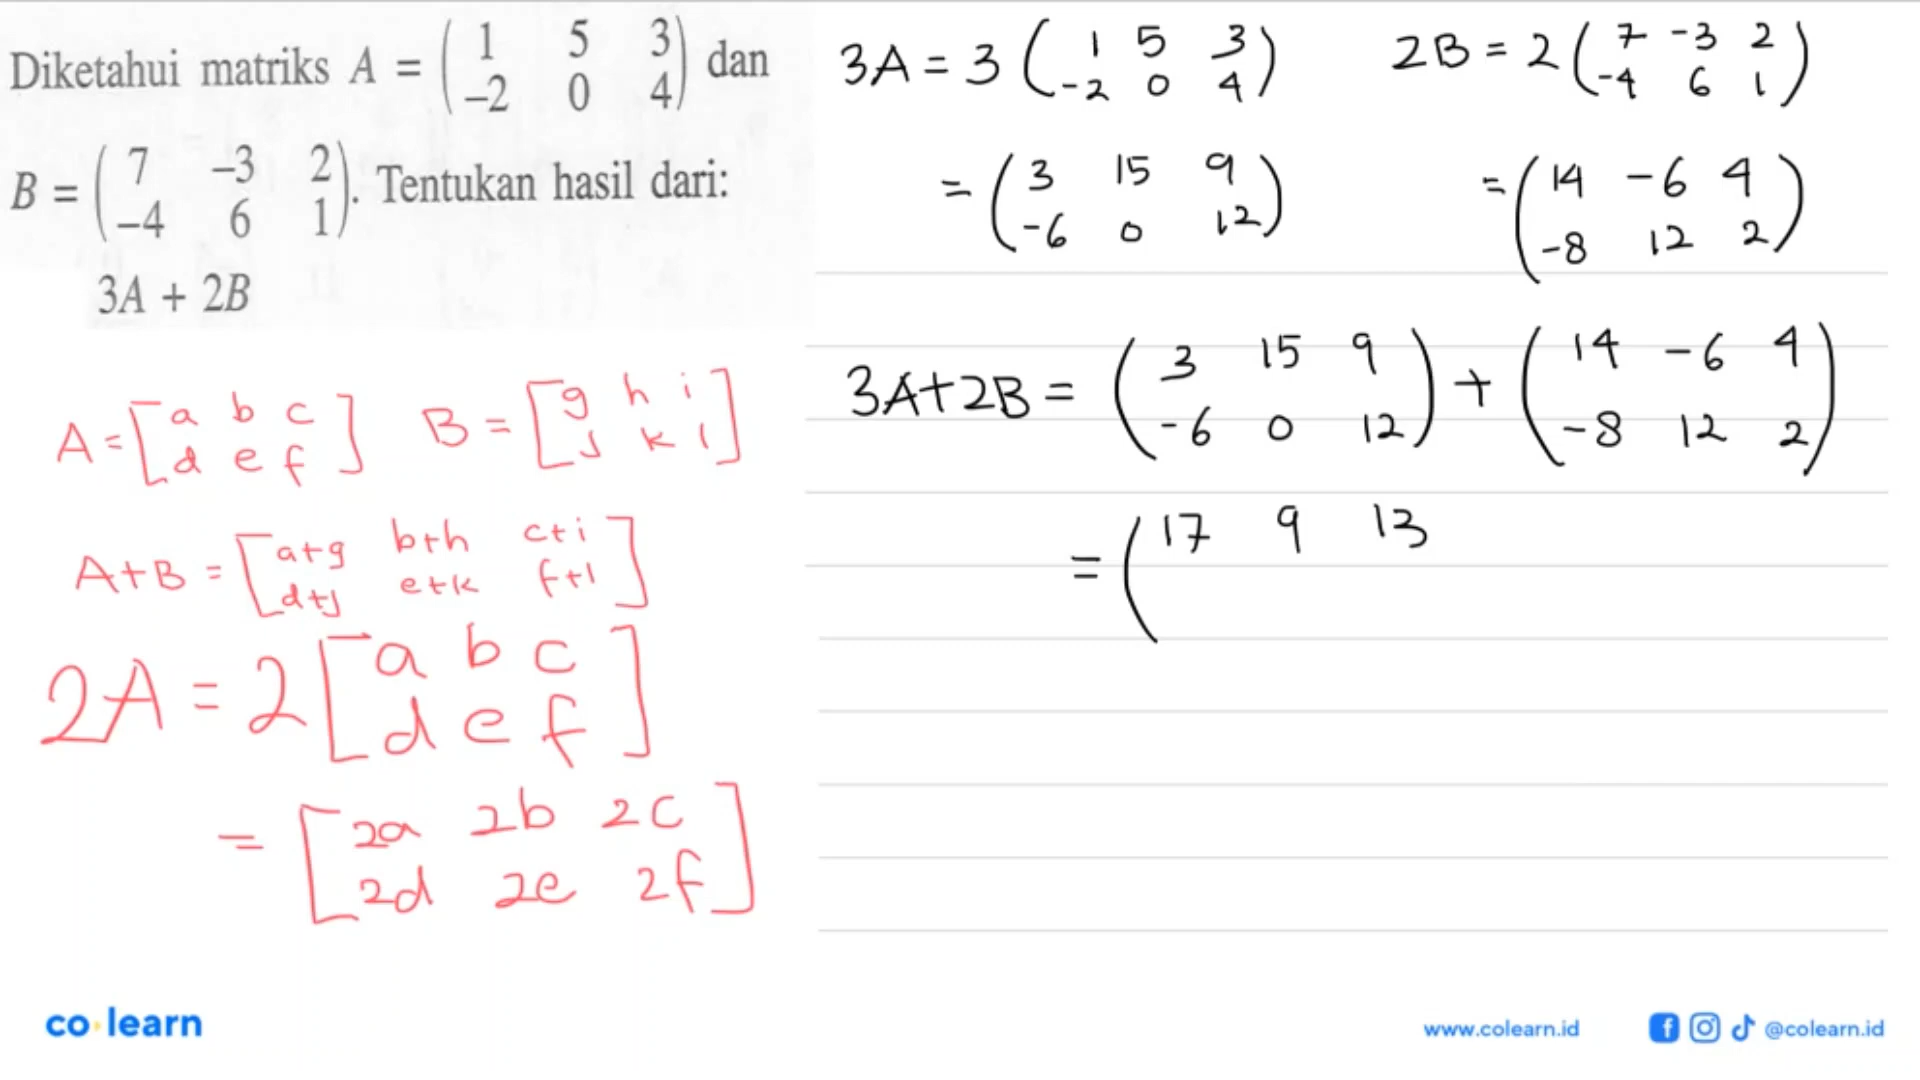 Diketahui matriks A = ( 1 5 3 ) dan
( -2 0 4 )
B = ( 7 -3 2 ). Tentukan hasil dari:
( -4 6 1 )
3A + 2B
A = [ a b c ] B = [ g h i ]
[ d e f ] [ j k l ]
A+B = [ a+g b+h c+i ]
[ d+j e+k f+l ]
2A = 2 [ a b c ]
[ d e f ]
= [ 2a 2b 2c ]
[ 2d 2e 2f ]
3A = 3 ( 1 5 3 ) 2B = 2 ( 7 -3 2 )
( -2 0 4 ) ( -4 6 1 )
= ( 3 15 9 ) = ( 14 -6 4 )
( -6 0 12 ) ( -8 12 2 )
3A+2B = ( 3 15 9 ) + ( 14 -6 4 )
( -6 0 12 ) ( -8 12 2 )
= ( 17 9 13
co learn
www.colearn.id @colearn.id